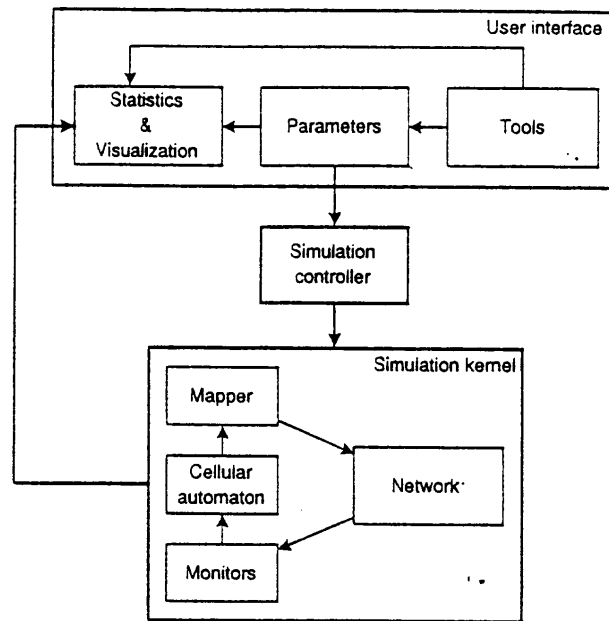 User interface
Statistics
&
Visualization
Parameters
Tools
Simulation
controller
Simulation kernel
Mapper
Cellular
automaton
Network
Monitors